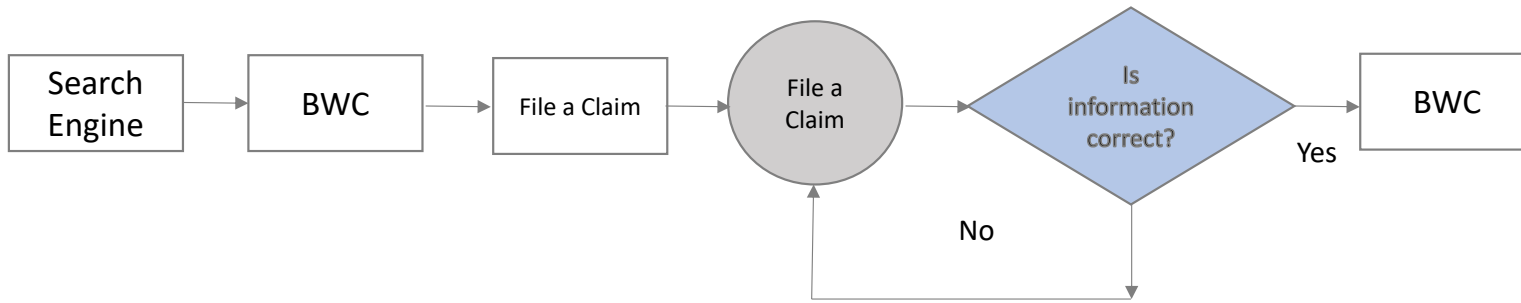 Search
Engine
BWC
File a Claim
File a
Claim
Is
information
correct?
Yes
BWC
No